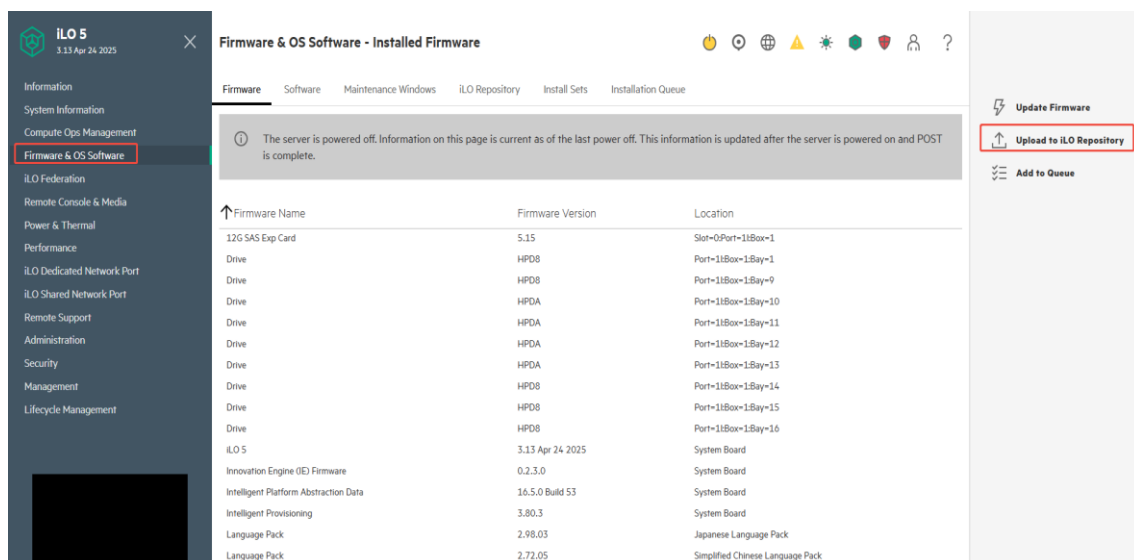 iLO 5
3.13 Apr 24 2025
Information
System Information
Compute Ops Management
Firmware & OS Software
iLO Federation
Remote Console & Media
Power & Thermal
Performance
iLO Dedicated Network Port
iLO Shared Network Port
Remote Support
Administration
Security
Management
Lifecycle Management
Firmware & OS Software - Installed Firmware
?
Firmware Software Maintenance Windows iLO Repository Install Sets Installation Queue
The server is powered off. Information on this page is current as of the last power off. This information is updated after the server is powered on and POST
is complete.
Firmware Name Firmware Version Location
12G SAS Exp Card 5.15 Slot=0:Port=1I:Box=1
Drive HPD8 Port=1I:Box=1:Bay=1
Drive HPD8 Port=1I:Box=1:Bay=9
Drive HPDA Port=1I:Box=1:Bay=10
Drive HPDA Port=1I:Box=1:Bay=11
Drive HPDA Port=1I:Box=1:Bay=12
Drive HPDA Port=1I:Box=1:Bay=13
Drive HPD8 Port=1I:Box=1:Bay=14
Drive HPD8 Port=1I:Box=1:Bay=15
Drive HPD8 Port=1I:Box=1:Bay=16
iLO 5 3.13 Apr 24 2025 System Board
Innovation Engine (IE) Firmware 0.2.3.0 System Board
Intelligent Platform Abstraction Data 16.5.0 Build 53 System Board
Intelligent Provisioning 3.80.3 System Board
Language Pack 2.98.03 Japanese Language Pack
Language Pack 2.72.05 Simplified Chinese Language Pack
Update Firmware
Upload to iLO Repository
Add to Queue